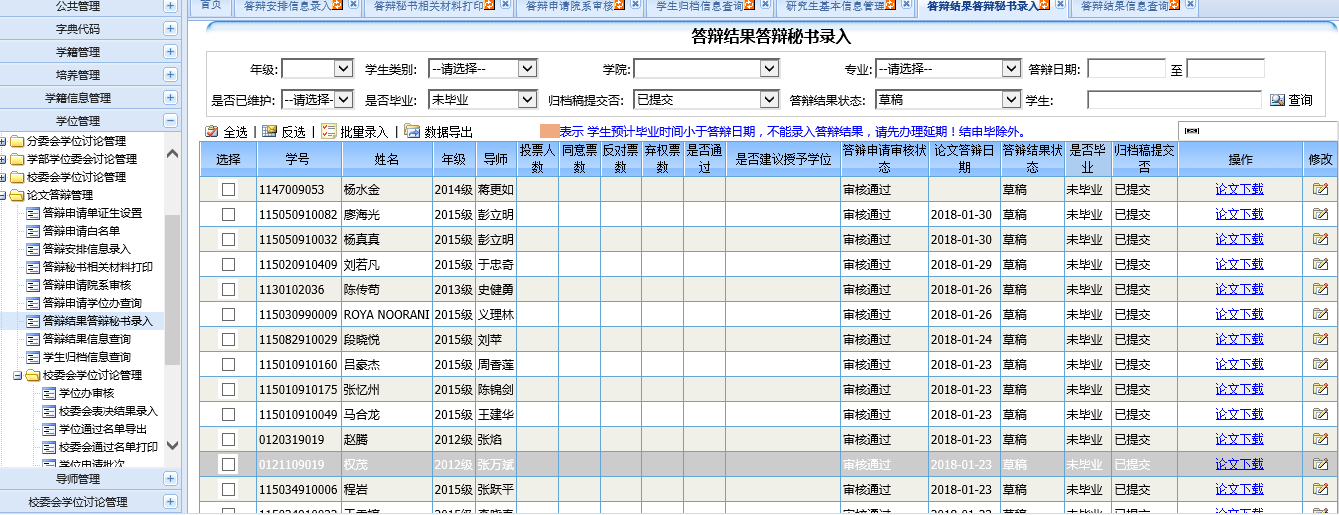 公共管理
字典代码
学籍管理
培养管理
学籍信息管理
学位管理
分委会学位讨论管理
学部学位委会讨论管理
校委会学位讨论管理
论文答辩管理
答辩申请单证生设置
答辩申请白名单
答辩安排信息录入
答辩秘书相关材料打印
答辩申请院系审核
答辩申请学位办查询
答辩结果答辩秘书录入
答辩结果信息查询
学生归档信息查询
校委会学位讨论管理
学位办审核
校委会表决结果录入
学位通过名单导出
校委会通过名单打印
学位申请批次
导师管理
校委会学位讨论管理
首页 答辩安排信息录入 答辩秘书相关材料打印 答辩申请院系审核 学生归档信息查询 研究生基本信息管理 答辩结果答辩秘书录入 答辩结果信息查询
答辩结果答辩秘书录入
年级: 学生类别: --请选择-- 学院: 专业: --请选择-- 答辩日期: 至
是否已维护: --请选择- 是否毕业: 未毕业 归档稿提交否: 已提交 答辩结果状态: 草稿 学生: 查询
全选 反选 批量录入 数据导出 表示 学生预计毕业时间小于答辩日期，不能录入答辩结果，请先办理延期！结申毕除外。
选择 学号 姓名 年级 导师 投票人数 同意票数 反对票数 弃权票数 是否通过 是否建议授予学位 答辩申请审核状态 论文答辩日期 答辩结果状态 是否毕业 归档稿提交否 操作 修改
1147009053 杨水金 2014级 蒋更如 审核通过 草稿 未毕业 已提交 论文下载
115050910082 廖海光 2015级 彭立明 审核通过 2018-01-30 草稿 未毕业 已提交 论文下载
115050910032 杨真真 2015级 彭立明 审核通过 2018-01-30 草稿 未毕业 已提交 论文下载
115020910409 刘若凡 2015级 于忠奇 审核通过 2018-01-29 草稿 未毕业 已提交 论文下载
1130102036 陈传苟 2013级 史健勇 审核通过 2018-01-26 草稿 未毕业 已提交 论文下载
115030990009 ROYA NOORANI 2015级 义理林 审核通过 2018-01-26 草稿 未毕业 已提交 论文下载
115082910029 段晓悦 2015级 刘苹 审核通过 2018-01-24 草稿 未毕业 已提交 论文下载
115010910160 吕豪杰 2015级 周香莲 审核通过 2018-01-23 草稿 未毕业 已提交 论文下载
115010910175 张忆州 2015级 陈锦剑 审核通过 2018-01-23 草稿 未毕业 已提交 论文下载
115010910049 马合龙 2015级 王建华 审核通过 2018-01-23 草稿 未毕业 已提交 论文下载
0120319019 赵腾 2012级 张焰 审核通过 2018-01-23 草稿 未毕业 已提交 论文下载
0121109019 权茂 2012级 张万斌 审核通过 2018-01-23 草稿 未毕业 已提交 论文下载
115034910006 程岩 2015级 张跃平 审核通过 2018-01-23 草稿 未毕业 已提交 论文下载